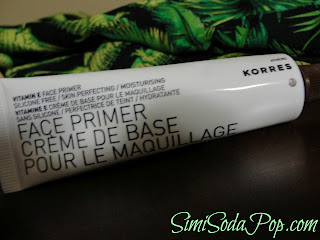 KORRES
VITAMIN E FACE PRIMER
SILICONE FREE / SKIN PERFECTING / MOISTURISING
VITAMINE E CRÈME DE BASE POUR LE MAQUILLAGE
SANS SILICONE / PERFECTRICE DE TEINT / HYDRATANTE
FACE PRIMER
CRÈME DE BASE
POUR LE MAQUILLAGE
SimiSodaPop.com